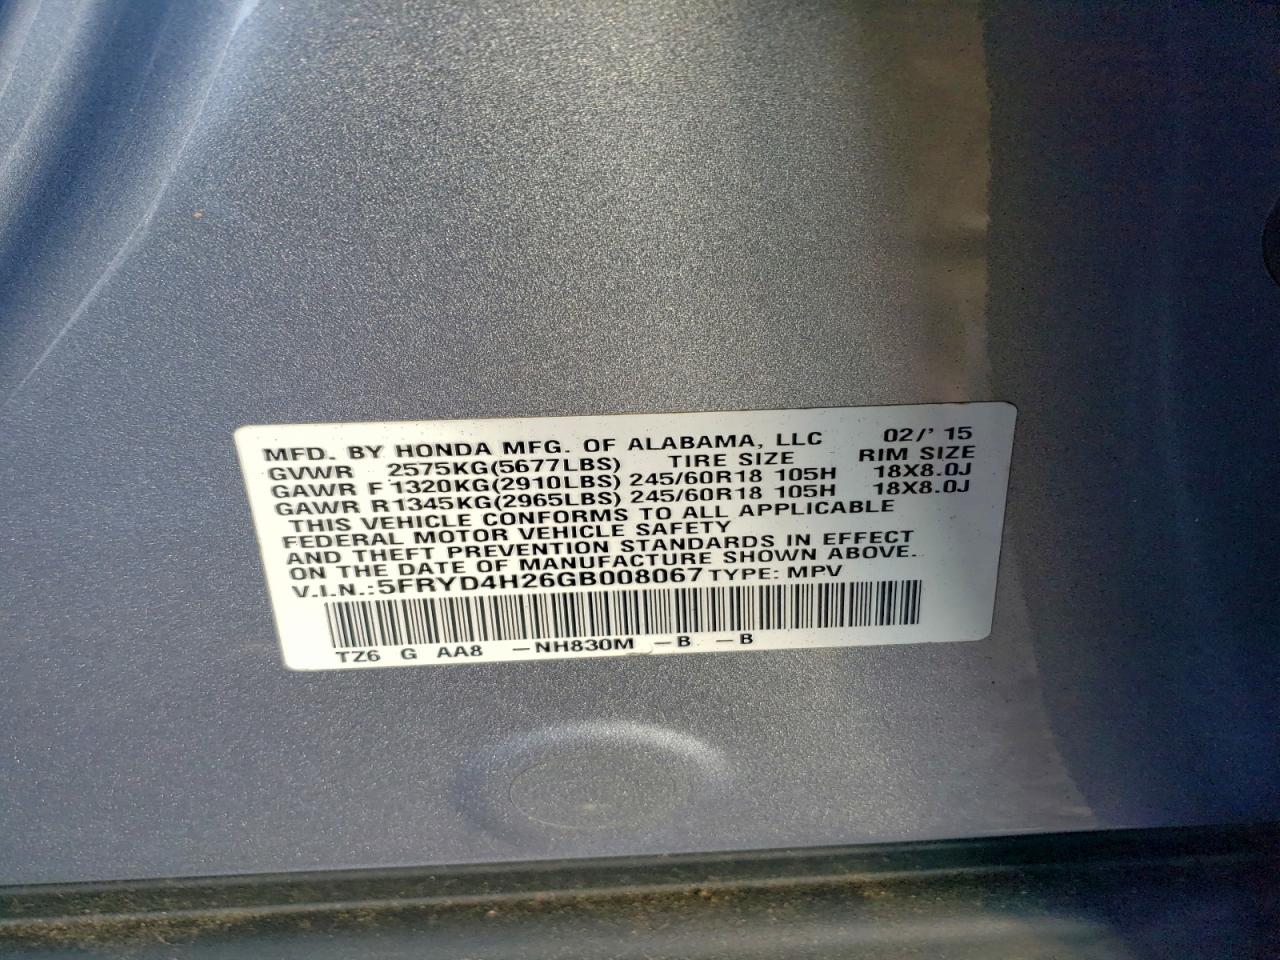 MFD. BY HONDA MFG. OF ALABAMA, LLC 02/' 15
GVWR 2575KG(5677LBS) TIRE SIZE RIM SIZE
GAWR F 1320KG(2910LBS) 245/60R18 105H 18X8.0J
GAWR R1345KG(2965LBS) 245/60R18 105H 18X8.0J
THIS VEHICLE CONFORMS TO ALL APPLICABLE
FEDERAL MOTOR VEHICLE SAFETY
AND THEFT PREVENTION STANDARDS IN EFFECT
ON THE DATE OF MANUFACTURE SHOWN ABOVE.
V.I.N.:5FRYD4H26GB008067 TYPE: MPV
TZ6 G AA8 -NH830M -B -B